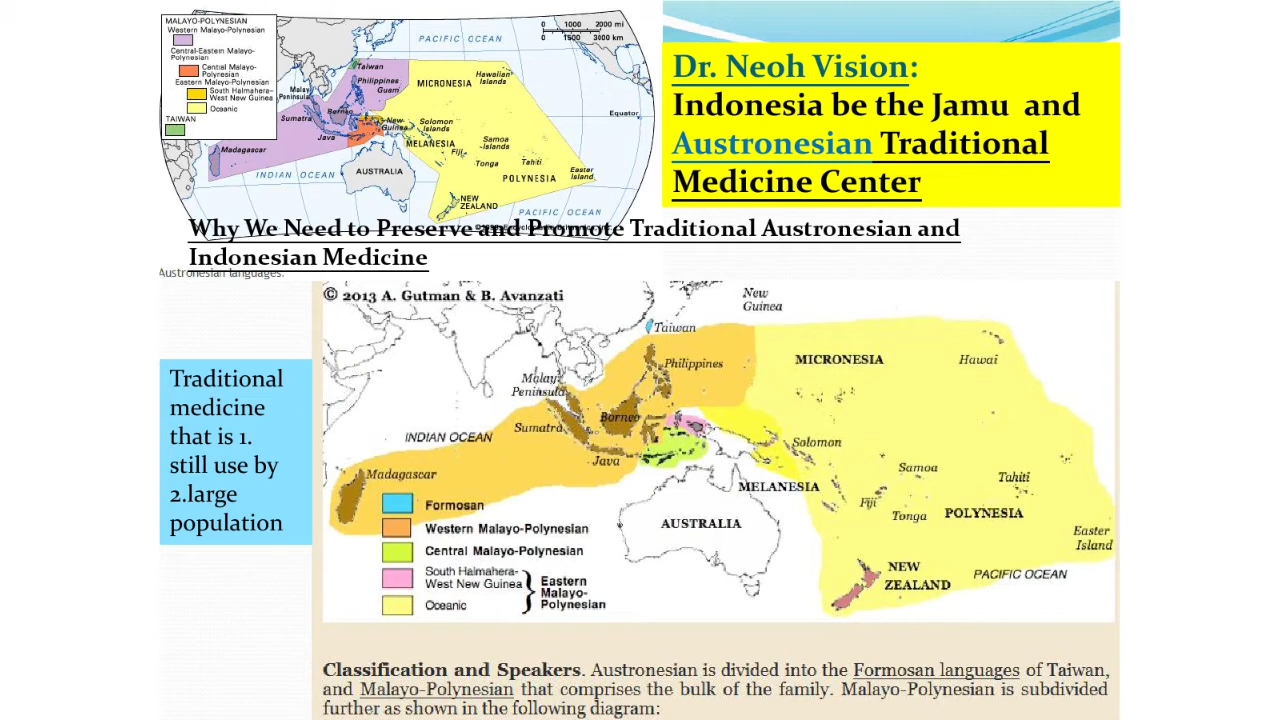 MALAYO-POLYNESIAN
Western Malayo-Polynesian
Central-Eastern Malayo-
Polynesian
Central Malayo-
Polynesian
Eastern Malayo-Polynesian
South Halmahera-
West New Guinea
Oceanic
TAIWAN
0 1000 2000 mi
0 1500 3000 km
PACIFIC OCEAN
Taiwan
Philippines
Guam
MICRONESIA
Hawaiian
Islands
Malay
Peninsula
Borneo
Sumatra
New
Guinea
Solomon
Islands
Equator
Java
MELANESIA
Samoa
Islands
Madagascar
Fiji
Tonga
Tahiti
Easter
Island
INDIAN OCEAN
AUSTRALIA
POLYNESIA
NEW
ZEALAND
PACIFIC OCEAN
Dr. Neoh Vision:
Indonesia be the Jamu and
Austronesian Traditional
Medicine Center
Why We Need to Preserve and Promote Traditional Austronesian and
Indonesian Medicine
Austronesian languages.
Traditional
medicine
that is 1.
still use by
2.large
population
© 2013 A. Gutman & B. Avanzati
New
Guinea
Taiwan
Philippines
MICRONESIA
Hawai
Malay
Peninsula
Borneo
Sumatra
INDIAN OCEAN
Java
Solomon
Madagascar
MELANESIA
Samoa
Tahiti
Fiji
Tonga
POLYNESIA
AUSTRALIA
Easter
Island
NEW
ZEALAND
PACIFIC OCEAN
Formosan
Western Malayo-Polynesian
Central Malayo-Polynesian
South Halmahera-
West New Guinea
Oceanic
Eastern
Malayo-
Polynesian
Classification and Speakers. Austronesian is divided into the Formosan languages of Taiwan,
and Malayo-Polynesian that comprises the bulk of the family. Malayo-Polynesian is subdivided
further as shown in the following diagram: